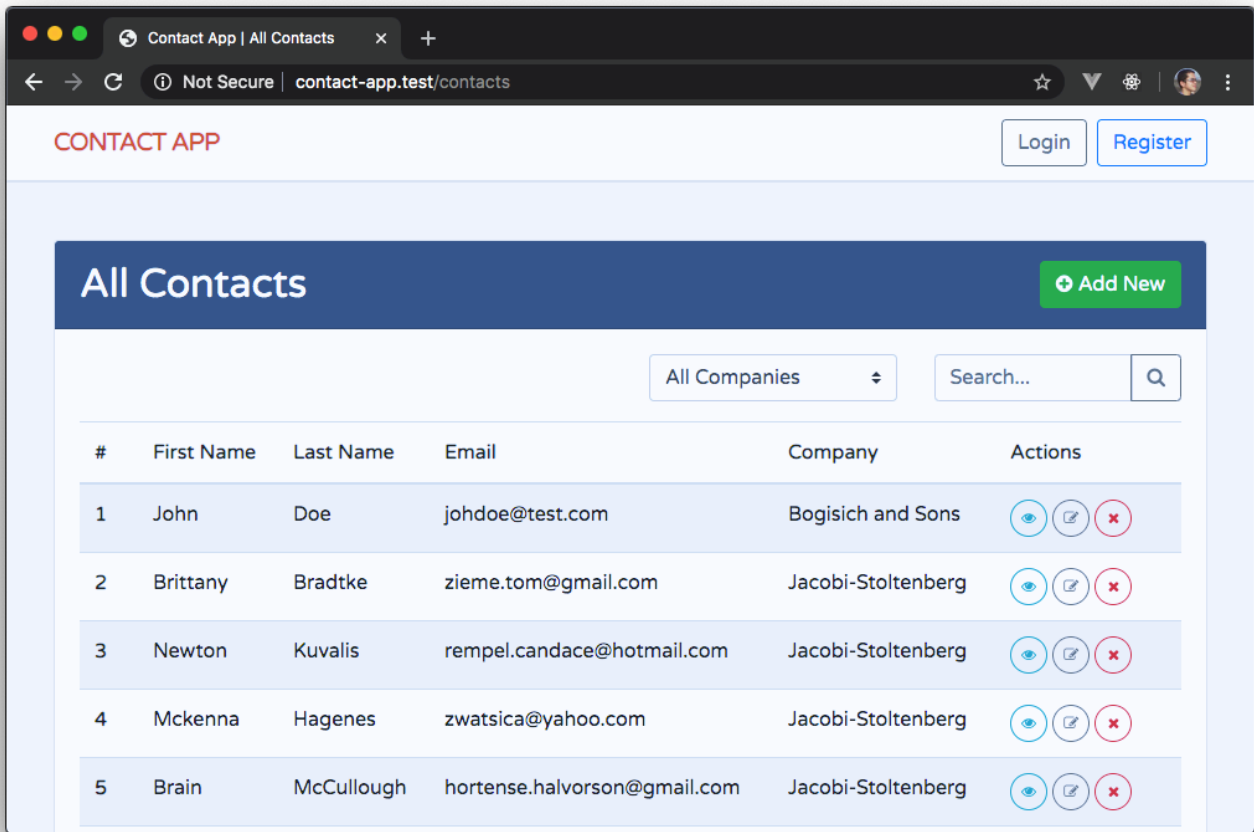 Contact App | All Contacts
Not Secure | contact-app.test/contacts
CONTACT APP Login Register
All Contacts Add New
All Companies Search...
# First Name Last Name Email Company Actions
1 John Doe johdoe@test.com Bogisich and Sons
2 Brittany Bradtke zieme.tom@gmail.com Jacobi-Stoltenberg
3 Newton Kuvalis rempel.candace@hotmail.com Jacobi-Stoltenberg
4 Mckenna Hagenes zwatsica@yahoo.com Jacobi-Stoltenberg
5 Brain McCullough hortense.halvorson@gmail.com Jacobi-Stoltenberg